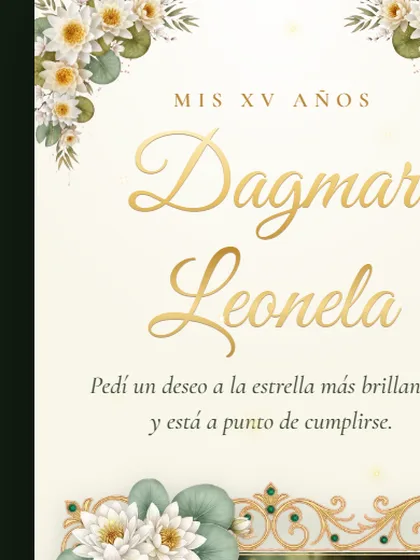 MIS XV AÑOS
Dagmar
Leonela
Pedí un deseo a la estrella más brillan
y está a punto de cumplirse.